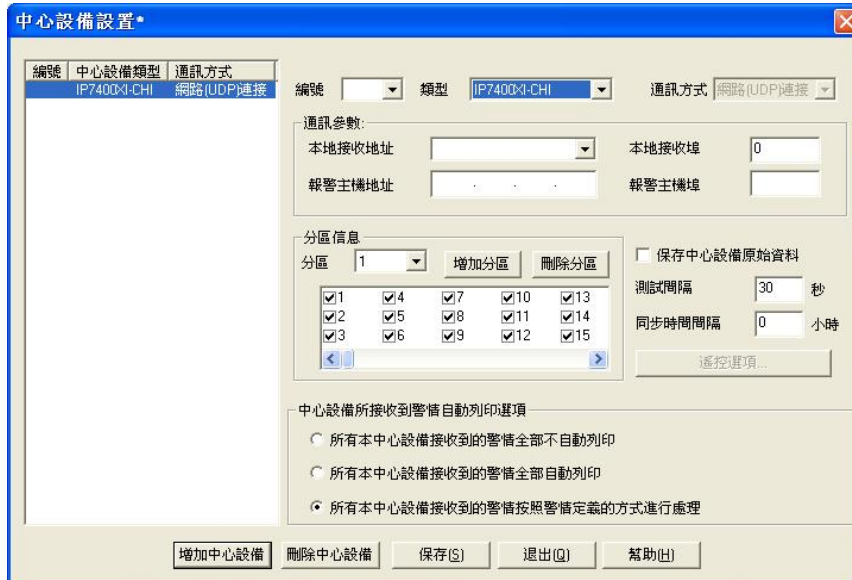 中心設備設置*
編號 中心設備類型 通訊方式
IP7400XI-CHI 網路(UDP)連接
編號 類型 IP7400XI-CHI 通訊方式 網路(UDP)連接
通訊參數:
本地接收地址 本地接收埠 0
報警主機地址 . . . 報警主機埠
分區信息
分區 1 增加分區 刪除分區
保存中心設備原始資料
1 4 7 10 13
2 5 8 11 14
3 6 9 12 15
測試間隔 30 秒
同步時間間隔 0 小時
遙控選項...
中心設備所接收到警情自動列印選項
所有本中心設備接收到的警情全部不自動列印
所有本中心設備接收到的警情全部自動列印
所有本中心設備接收到的警情按照警情定義的方式進行處理
增加中心設備 刪除中心設備 保存(S) 退出(Q) 幫助(H)